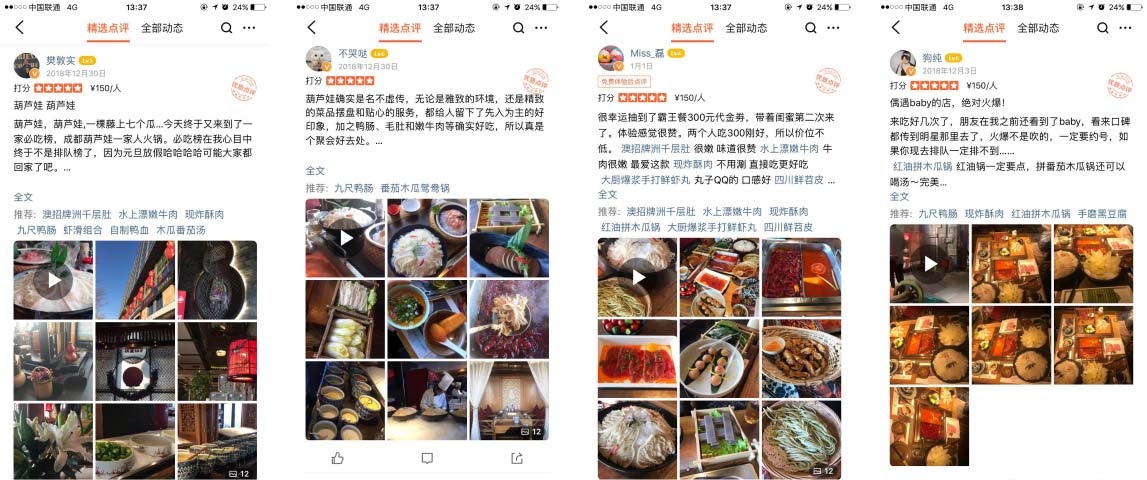 中国联通 4G 13:37 24%
精选点评 全部动态
樊敦实 Lv5
2018年12月30日
打分 ¥150/人
优质点评
葫芦娃 葫芦娃
葫芦娃，葫芦娃,一棵藤上七个瓜...今天终于又来到了一
家必吃榜，成都葫芦娃一家人火锅。必吃榜在我心目中
终于不是排队榜了，因为元旦放假哈哈哈哈可能大家都
回家了吧。...
全文
推荐: 澳招牌洲千层肚 水上漂嫩牛肉 现炸酥肉
九尺鸭肠 虾滑组合 自制鸭血 木瓜番茄汤
中国联通 4G 13:37 24%
精选点评 全部动态
不哭哒 Lv6
2018年12月30日
打分
优质点评
葫芦娃确实是名不虚传，无论是雅致的环境，还是精致
的菜品摆盘和贴心的服务，都给人留下了先入为主的好
印象，加之鸭肠、毛肚和嫩牛肉等确实好吃，所以真是
个聚会好去处。...
全文
推荐: 九尺鸭肠 番茄木瓜鸳鸯锅
12
中国联通 4G 13:37 24%
精选点评 全部动态
Miss_磊 Lv6
1月1日
免费体验后点评
打分 ¥150/人
优质点评
很幸运抽到了霸王餐300元代金券，带着闺蜜第二次来
了。体验感觉很赞。两个人吃300刚好，所以价位不
低。 澳招牌洲千层肚 很嫩 味道很赞 水上漂嫩牛肉 牛
肉很嫩 最爱这款 现炸酥肉 不用涮 直接吃更好吃
大厨爆浆手打鲜虾丸 丸子QQ的 口感好 四川鲜苕皮 ...
全文
推荐: 澳招牌洲千层肚 水上漂嫩牛肉 现炸酥肉
红油拼木瓜锅 大厨爆浆手打鲜虾丸 四川鲜苕皮
12
中国联通 4G 13:38 24%
精选点评 全部动态
狗纯 Lv6
2018年12月3日
打分 ¥150/人
优质点评
偶遇baby的店，绝对火爆！
来吃好几次了，朋友在我之前还看到了baby，看来口碑
都传到明星那里去了，火爆不是吹的，一定要约号，如
果你现去排队一定排不到......
红油拼木瓜锅 红油锅一定要点，拼番茄木瓜锅还可以
喝汤～完美...
全文
推荐: 九尺鸭肠 现炸酥肉 红油拼木瓜锅 手磨黑豆腐